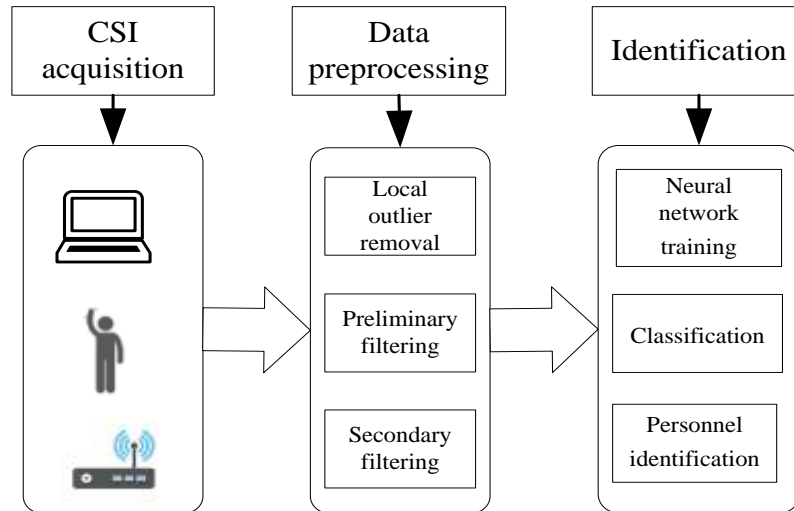 CSI
acquisition
Data
preprocessing
Identification
Local
outlier
removal
Preliminary
filtering
Secondary
filtering
Neural
network
training
Classification
Personnel
identification